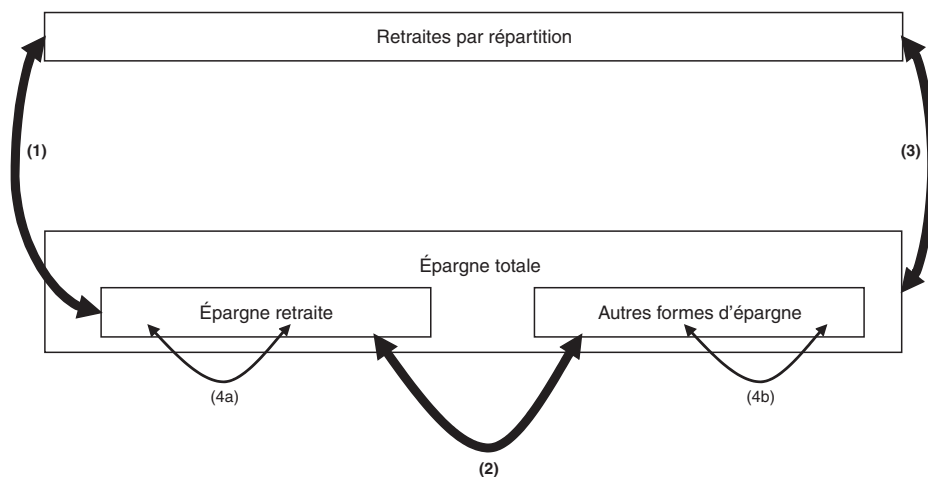 Retraites par répartition
(1)
(3)
Épargne totale
Épargne retraite
Autres formes d'épargne
(4a)
(4b)
(2)